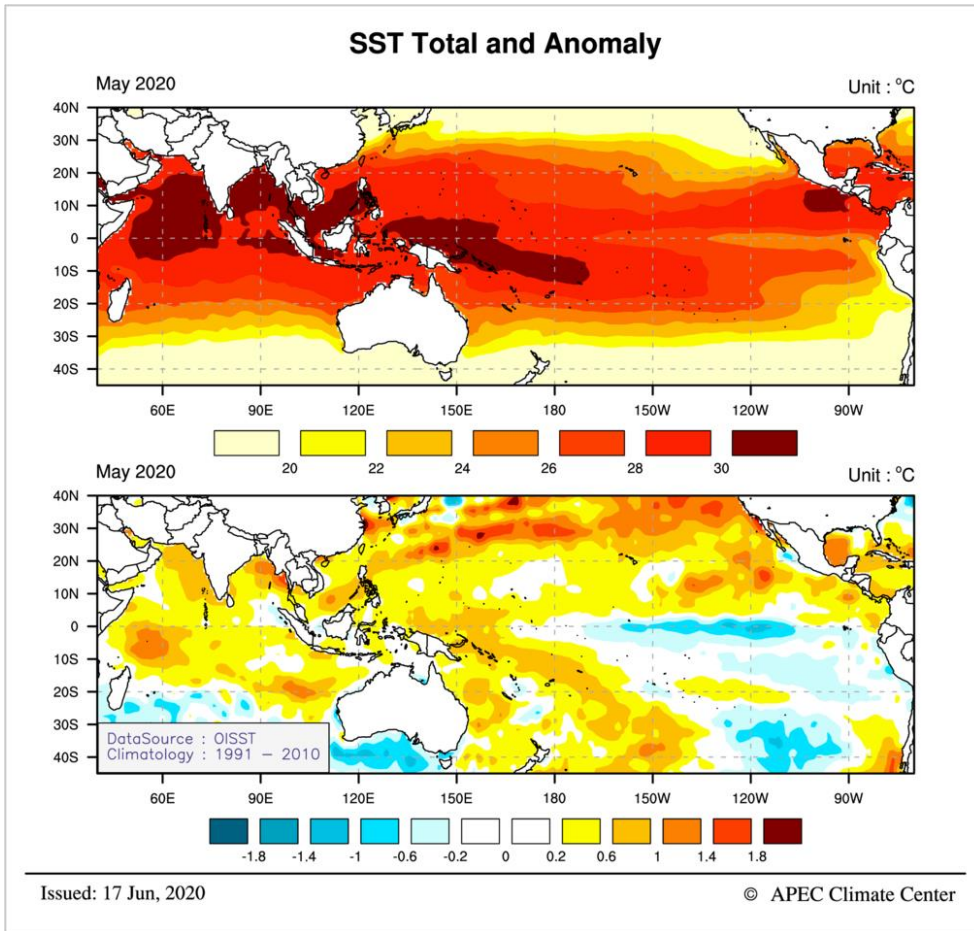 SST Total and Anomaly
May 2020 Unit : °C
40N
30N
20N
10N
0
10S
20S
30S
40S
60E 90E 120E 150E 180 150W 120W 90W
20 22 24 26 28 30
May 2020 Unit : °C
40N
30N
20N
10N
0
10S
20S
30S
40S
DataSource : OISST
Climatology : 1991 – 2010
60E 90E 120E 150E 180 150W 120W 90W
-1.8 -1.4 -1 -0.6 -0.2 0 0.2 0.6 1 1.4 1.8
Issued: 17 Jun, 2020 © APEC Climate Center